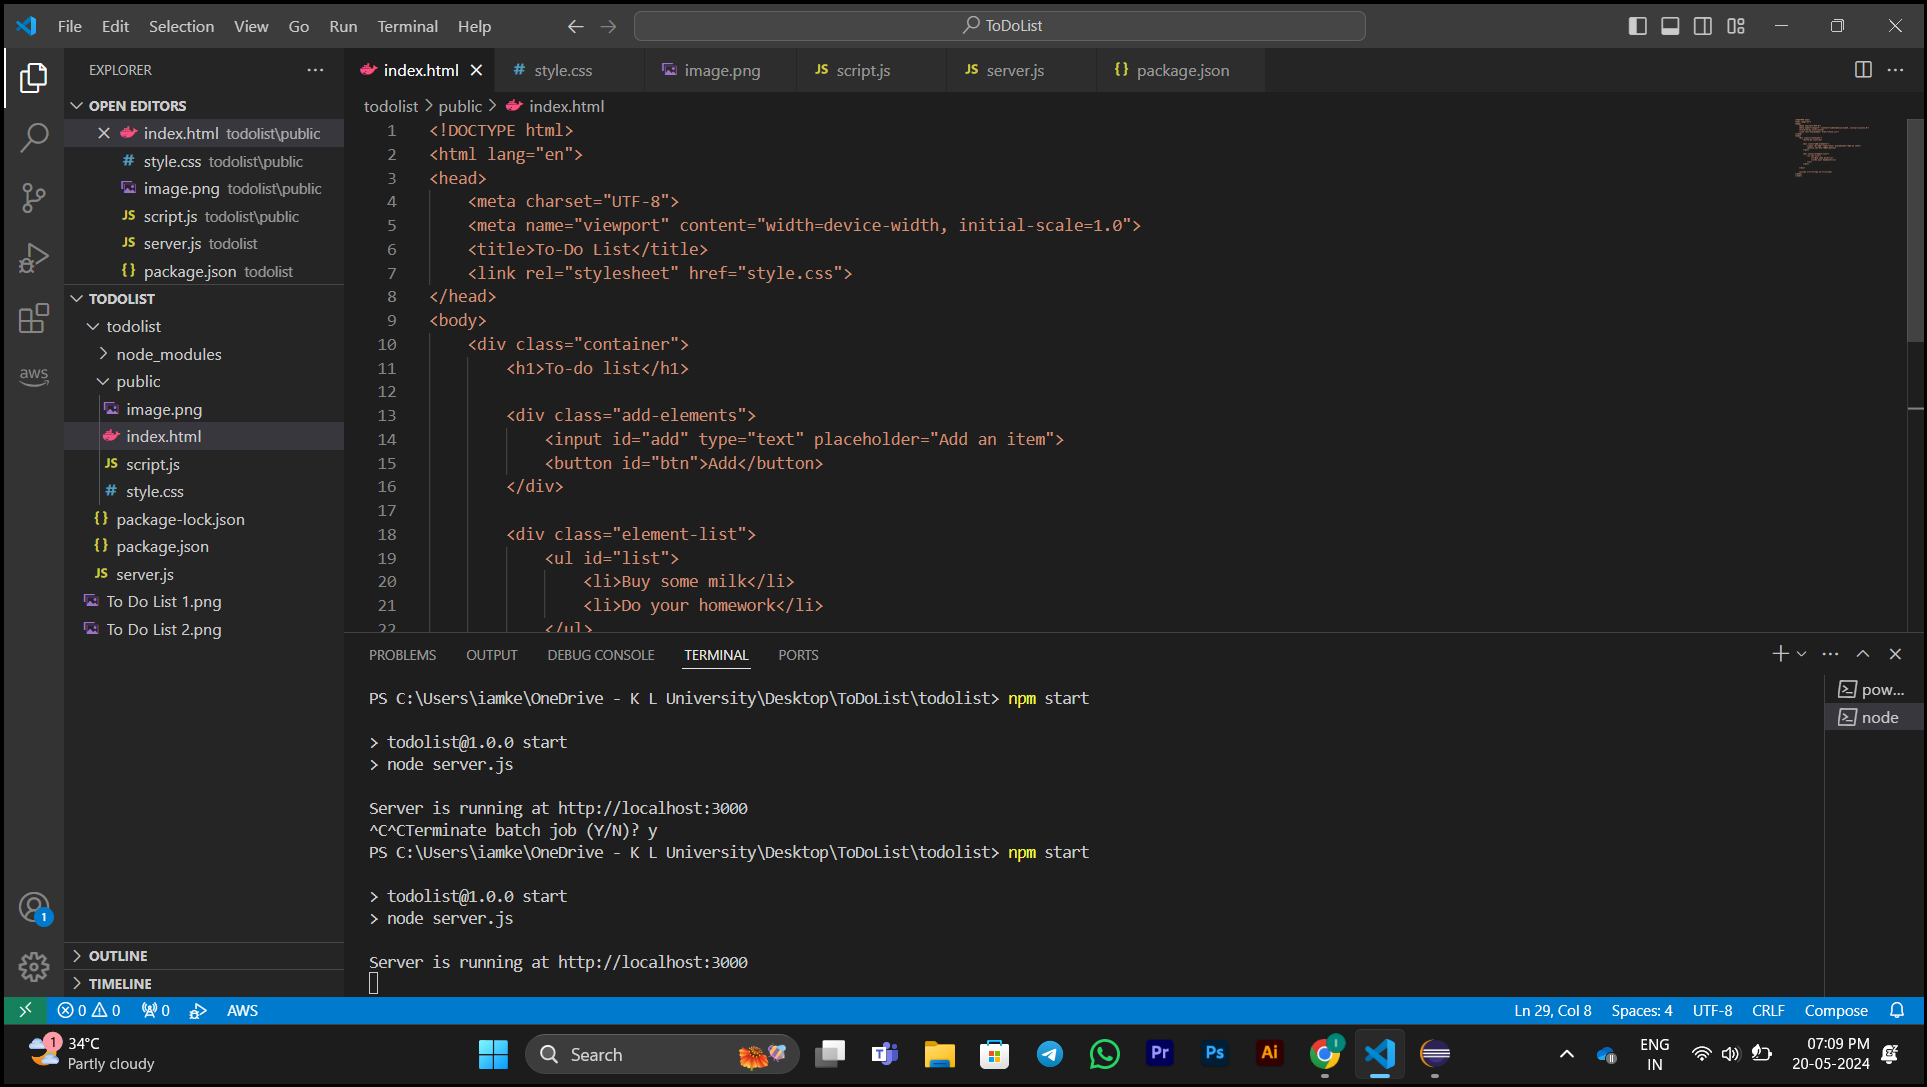 File Edit Selection View Go Run Terminal Help
ToDoList
EXPLORER
OPEN EDITORS
index.html todolist\public
style.css todolist\public
image.png todolist\public
JS script.js todolist\public
JS server.js todolist
{} package.json todolist
TODOLIST
todolist
node_modules
public
image.png
index.html
JS script.js
# style.css
{} package-lock.json
{} package.json
JS server.js
To Do List 1.png
To Do List 2.png
OUTLINE
TIMELINE
aws
1
index.html # style.css image.png JS script.js JS server.js {} package.json
todolist > public > index.html
1 <!DOCTYPE html>
2 <html lang="en">
3 <head>
4 <meta charset="UTF-8">
5 <meta name="viewport" content="width=device-width, initial-scale=1.0">
6 <title>To-Do List</title>
7 <link rel="stylesheet" href="style.css">
8 </head>
9 <body>
10 <div class="container">
11 <h1>To-do list</h1>
12
13 <div class="add-elements">
14 <input id="add" type="text" placeholder="Add an item">
15 <button id="btn">Add</button>
16 </div>
17
18 <div class="element-list">
19 <ul id="list">
20 <li>Buy some milk</li>
21 <li>Do your homework</li>
22 </ul>
PROBLEMS OUTPUT DEBUG CONSOLE TERMINAL PORTS
PS C:\Users\iamke\OneDrive - K L University\Desktop\ToDoList\todolist> npm start
> todolist@1.0.0 start
> node server.js
Server is running at http://localhost:3000
^C^CTerminate batch job (Y/N)? y
PS C:\Users\iamke\OneDrive - K L University\Desktop\ToDoList\todolist> npm start
> todolist@1.0.0 start
> node server.js
Server is running at http://localhost:3000
pow...
node
0 0 0 AWS
Ln 29, Col 8 Spaces: 4 UTF-8 CRLF Compose
1
34°C
Partly cloudy
Search
Pr Ps Ai
I
ENG
IN
07:09 PM
20-05-2024